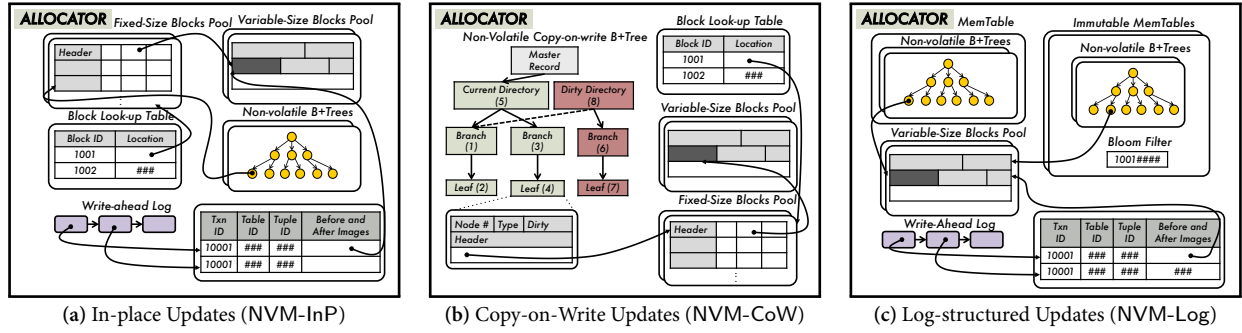 ALLOCATOR
Fixed-Size Blocks Pool
Variable-Size Blocks Pool
Header
Block Look-up Table
Block ID Location
1001
1002 ###
Non-volatile B+Trees
Write-ahead Log
Txn ID Table ID Tuple ID Before and After Images
10001 ### ###
10001 ### ###
(a) In-place Updates (NVM-InP)
ALLOCATOR
Non-Volatile Copy-on-write B+Tree
Master Record
Current Directory (5)
Dirty Directory (8)
Branch (1)
Branch (3)
Branch (6)
Leaf (2)
Leaf (4)
Leaf (7)
Node # Type Dirty
Header
Block Look-up Table
Block ID Location
1001
1002 ###
Variable-Size Blocks Pool
Fixed-Size Blocks Pool
Header
(b) Copy-on-Write Updates (NVM-CoW)
ALLOCATOR
MemTable
Non-volatile B+Trees
Immutable MemTables
Non-volatile B+Trees
Bloom Filter
1001####
Variable-Size Blocks Pool
Write-Ahead Log
Txn ID Table ID Tuple ID Before and After Images
10001 ### ###
10001 ### ### ###
(c) Log-structured Updates (NVM-Log)